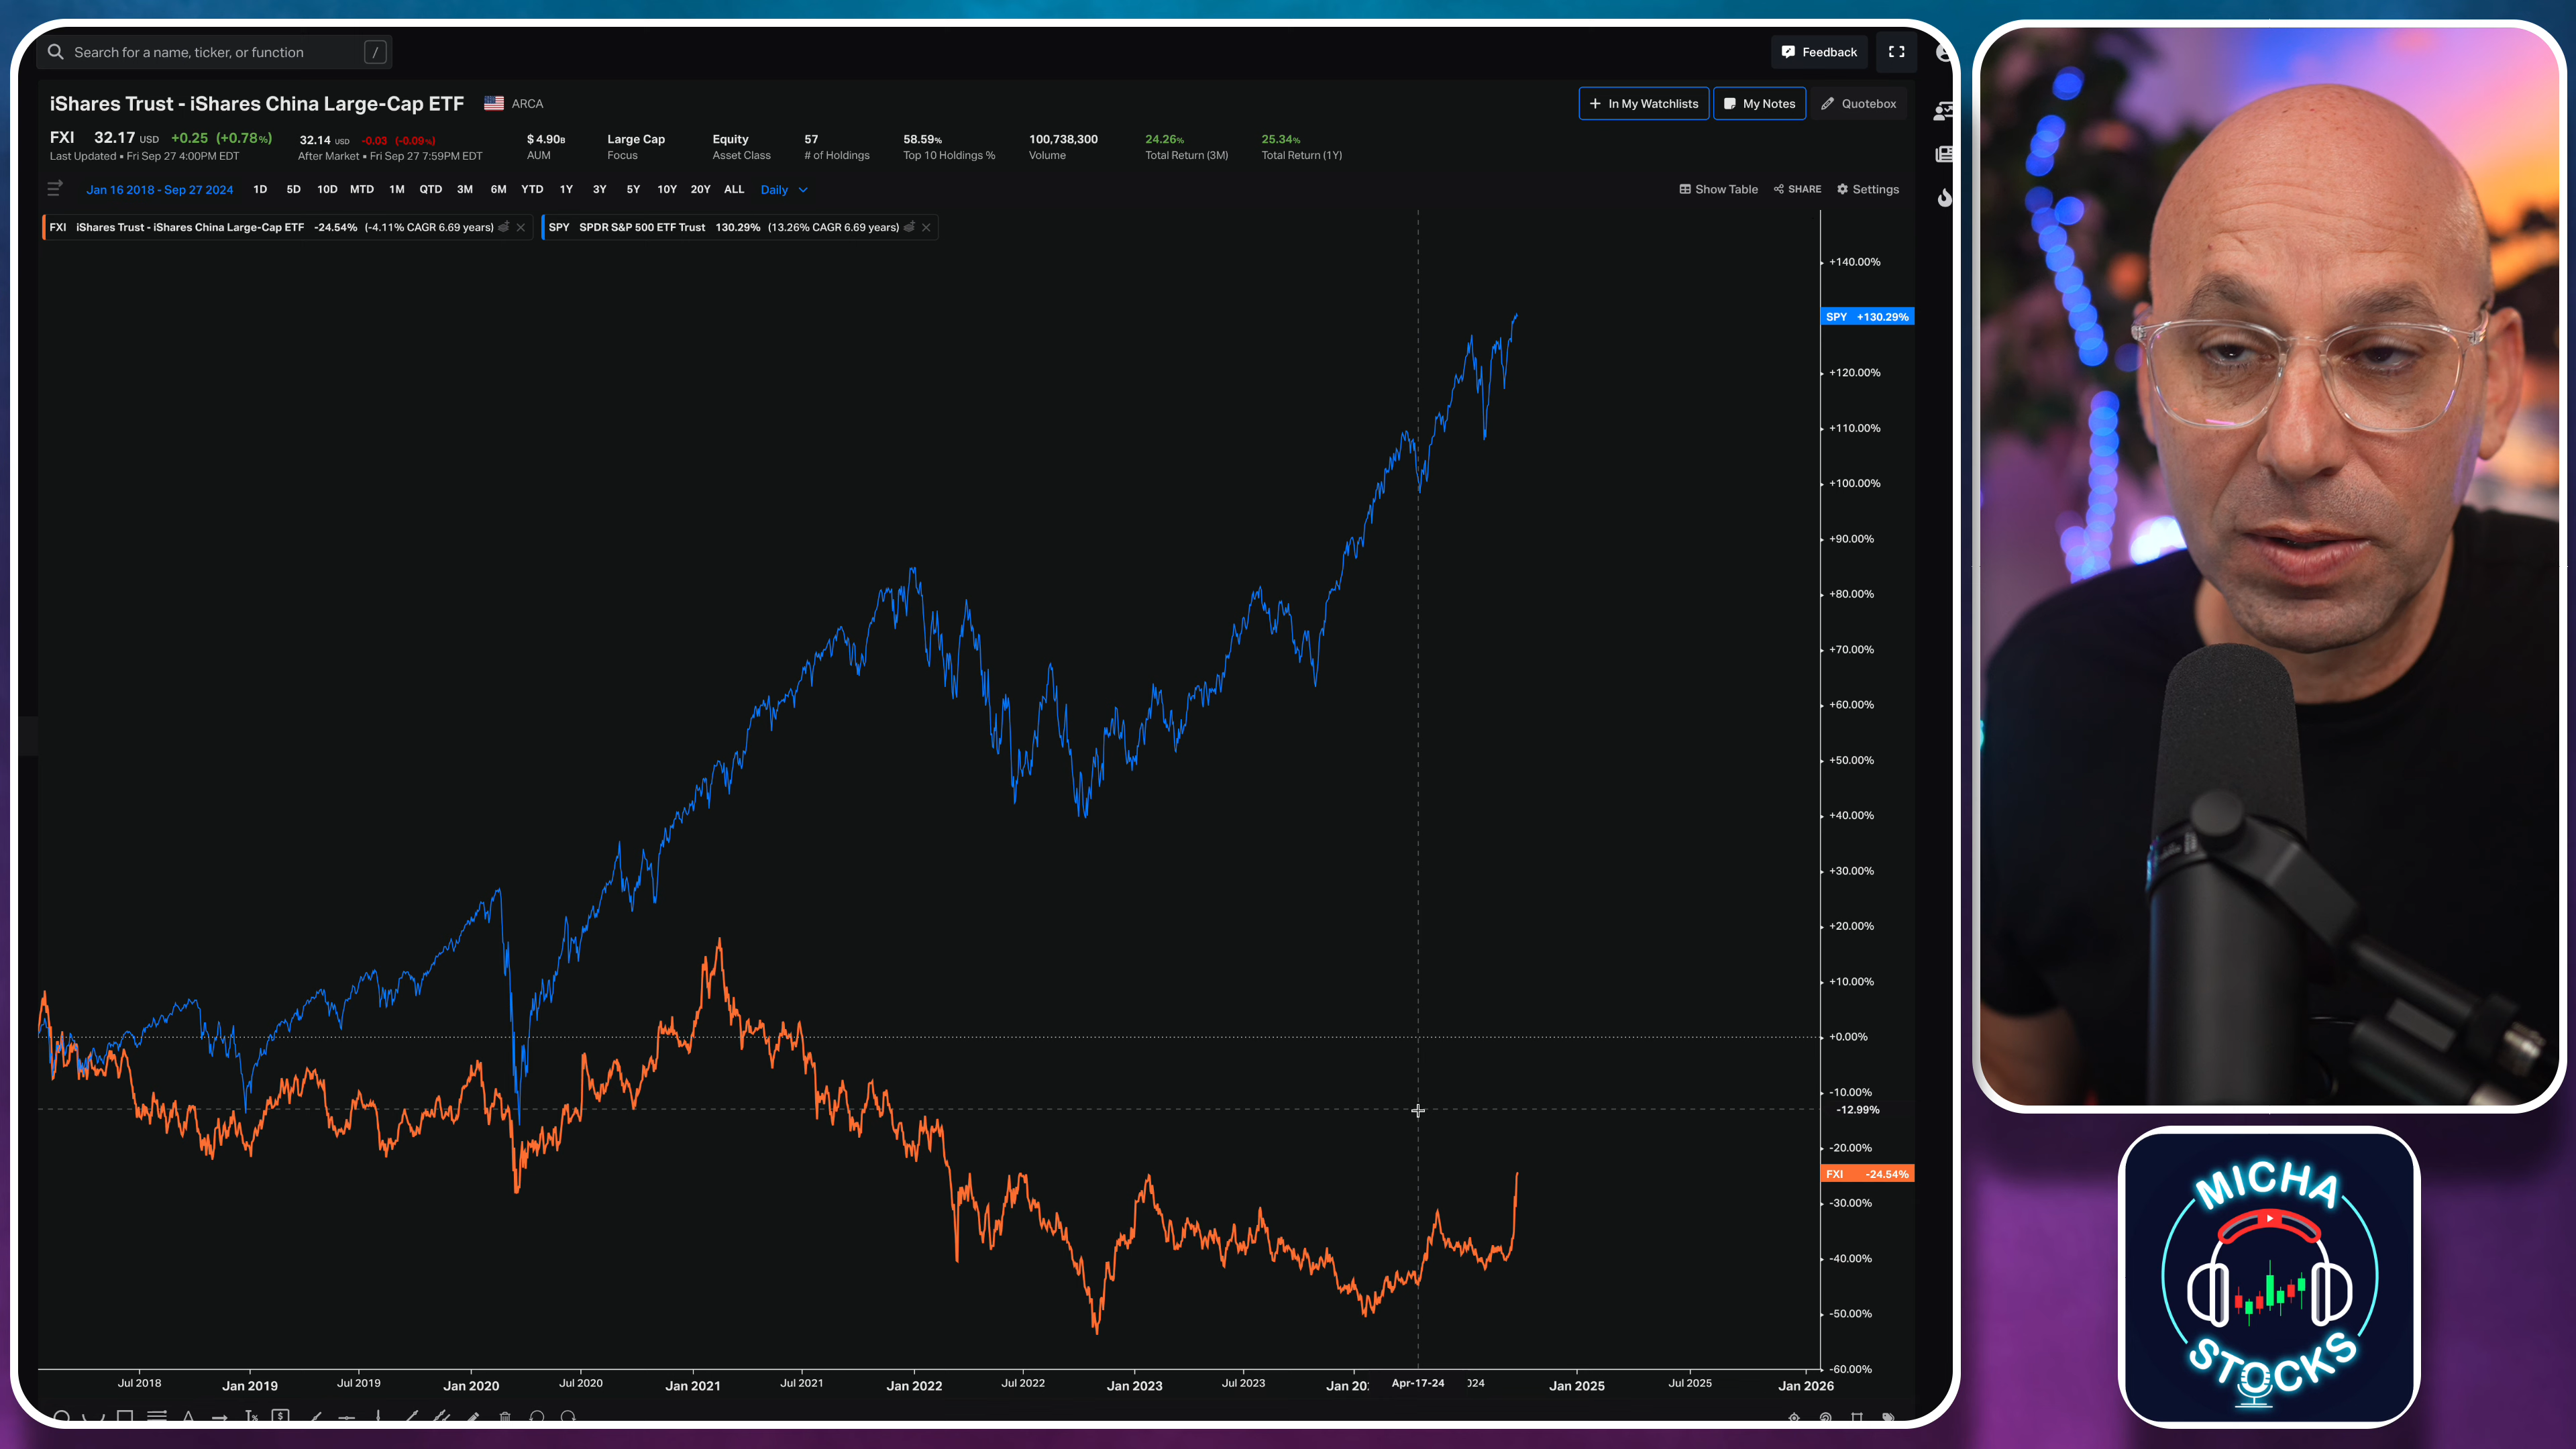 Search for a name, ticker, or function /
Feedback
iShares Trust - iShares China Large-Cap ETF ARCA
In My Watchlists My Notes Quotebox
FXI 32.17 USD +0.25 (+0.78%) 32.14 USD -0.03 (-0.09%) $ 4.90B Large Cap Equity 57 58.59% 100,738,300 24.26% 25.34%
Last Updated • Fri Sep 27 4:00PM EDT After Market • Fri Sep 27 7:59PM EDT AUM Focus Asset Class # of Holdings Top 10 Holdings % Volume Total Return (3M) Total Return (1Y)
Jan 16 2018 - Sep 27 2024 1D 5D 10D MTD 1M QTD 3M 6M YTD 1Y 3Y 5Y 10Y 20Y ALL Daily Show Table SHARE Settings
FXI iShares Trust - iShares China Large-Cap ETF -24.54% (-4.11% CAGR 6.69 years) SPY SPDR S&P 500 ETF Trust 130.29% (13.26% CAGR 6.69 years)
+140.00%
SPY +130.29%
+120.00%
+110.00%
+100.00%
+90.00%
+80.00%
+70.00%
+60.00%
+50.00%
+40.00%
+30.00%
+20.00%
+10.00%
+0.00%
-10.00%
-12.99%
-20.00%
FXI -24.54%
-30.00%
-40.00%
-50.00%
-60.00%
Jul 2018 Jan 2019 Jul 2019 Jan 2020 Jul 2020 Jan 2021 Jul 2021 Jan 2022 Jul 2022 Jan 2023 Jul 2023 Jan 20 Apr-17-24 024 Jan 2025 Jul 2025 Jan 2026
MICHA
STOCKS